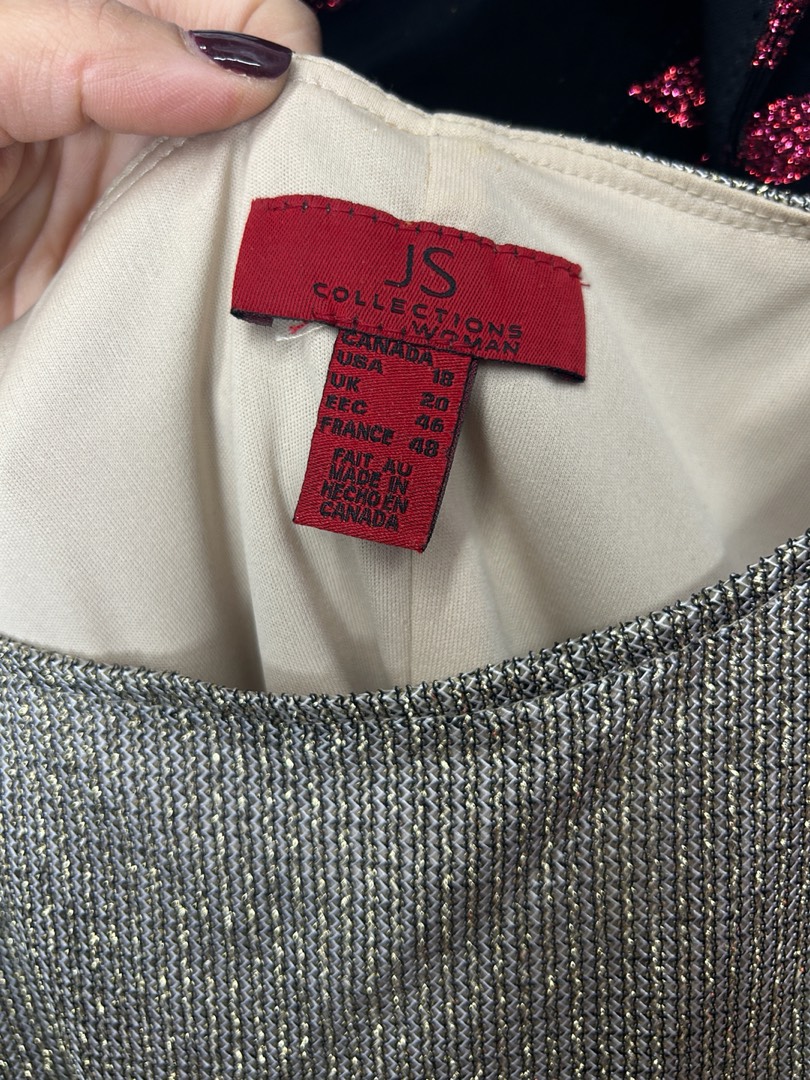 JS
COLLECTIONS
WOMAN
CANADA
USA 18
UK 20
EEC 46
FRANCE 48
FAIT AU
MADE IN
HECHO EN
CANADA